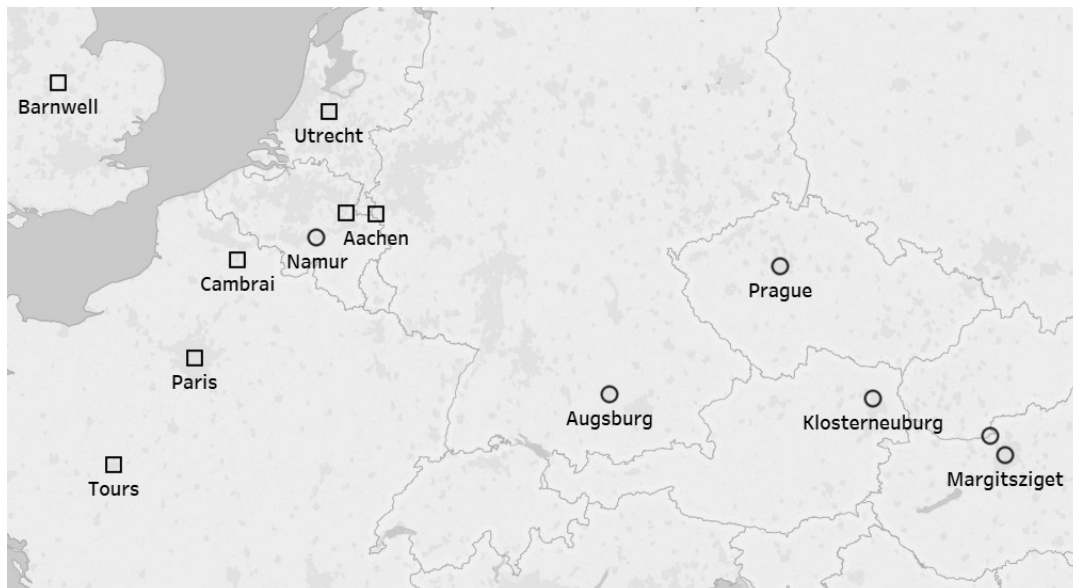 Barnwell
Utrecht
Aachen
Namur
Cambrai
Prague
Paris
Augsburg
Klosterneuburg
Margitsziget
Tours